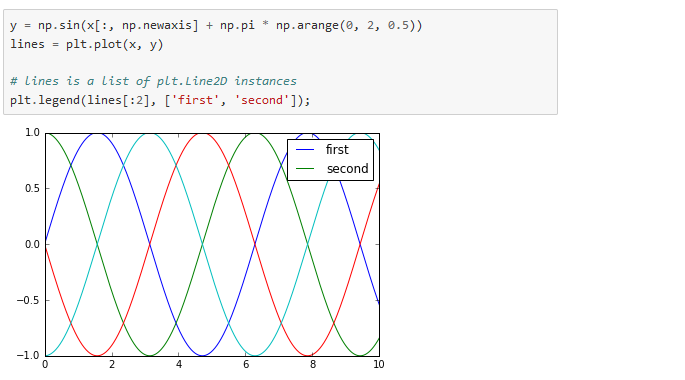 y = np.sin(x[:, np.newaxis] + np.pi * np.arange(0, 2, 0.5))
lines = plt.plot(x, y)
# lines is a list of plt.Line2D instances
plt.legend(lines[:2], ['first', 'second']);
1.0
first
second
0.5
0.0
−0.5
−1.0
0 2 4 6 8 10